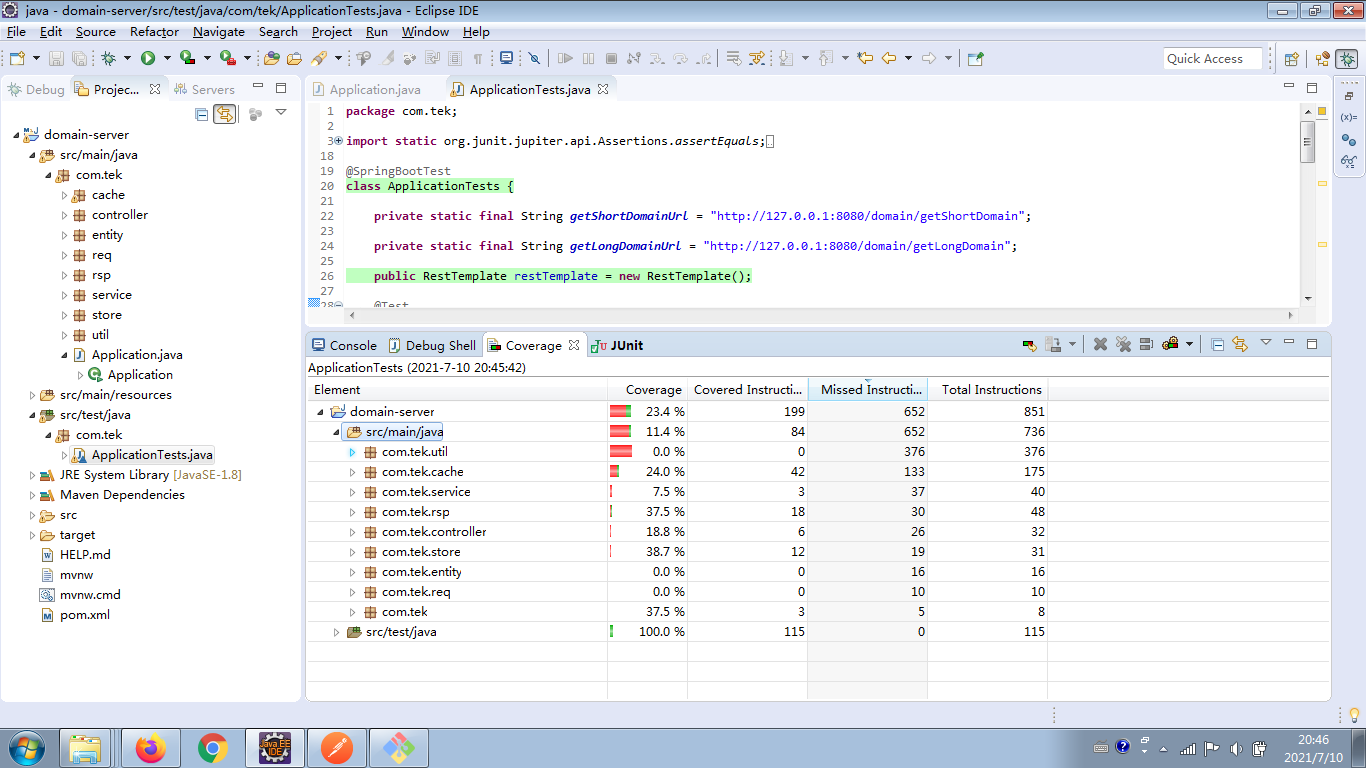 java - domain-server/src/test/java/com/tek/ApplicationTests.java - Eclipse IDE
File Edit Source Refactor Navigate Search Project Run Window Help
Quick Access
Debug Projec... Servers
domain-server
src/main/java
com.tek
cache
controller
entity
req
rsp
service
store
util
Application.java
Application
src/main/resources
src/test/java
com.tek
ApplicationTests.java
JRE System Library [JavaSE-1.8]
Maven Dependencies
src
target
HELP.md
mvnw
mvnw.cmd
pom.xml
Application.java ApplicationTests.java
1 package com.tek;
2
3 import static org.junit.jupiter.api.Assertions.assertEquals;
18
19 @SpringBootTest
20 class ApplicationTests {
21
22 private static final String getShortDomainUrl = "http://127.0.0.1:8080/domain/getShortDomain";
23
24 private static final String getLongDomainUrl = "http://127.0.0.1:8080/domain/getLongDomain";
25
26 public RestTemplate restTemplate = new RestTemplate();
27
28 @Test
Console Debug Shell Coverage JUnit
ApplicationTests (2021-7-10 20:45:42)
Element Coverage Covered Instructi... Missed Instructi... Total Instructions
domain-server 23.4 % 199 652 851
src/main/java 11.4 % 84 652 736
com.tek.util 0.0 % 0 376 376
com.tek.cache 24.0 % 42 133 175
com.tek.service 7.5 % 3 37 40
com.tek.rsp 37.5 % 18 30 48
com.tek.controller 18.8 % 6 26 32
com.tek.store 38.7 % 12 19 31
com.tek.entity 0.0 % 0 16 16
com.tek.req 0.0 % 0 10 10
com.tek 37.5 % 3 5 8
src/test/java 100.0 % 115 0 115
Java EE
IDE
20:46
2021/7/10